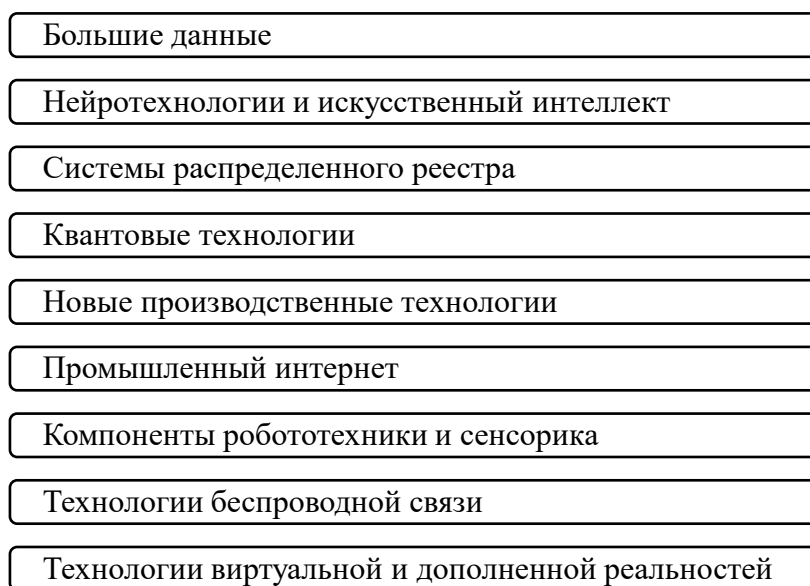 Большие данные
Нейротехнологии и искусственный интеллект
Системы распределенного реестра
Квантовые технологии
Новые производственные технологии
Промышленный интернет
Компоненты робототехники и сенсорика
Технологии беспроводной связи
Технологии виртуальной и дополненной реальностей